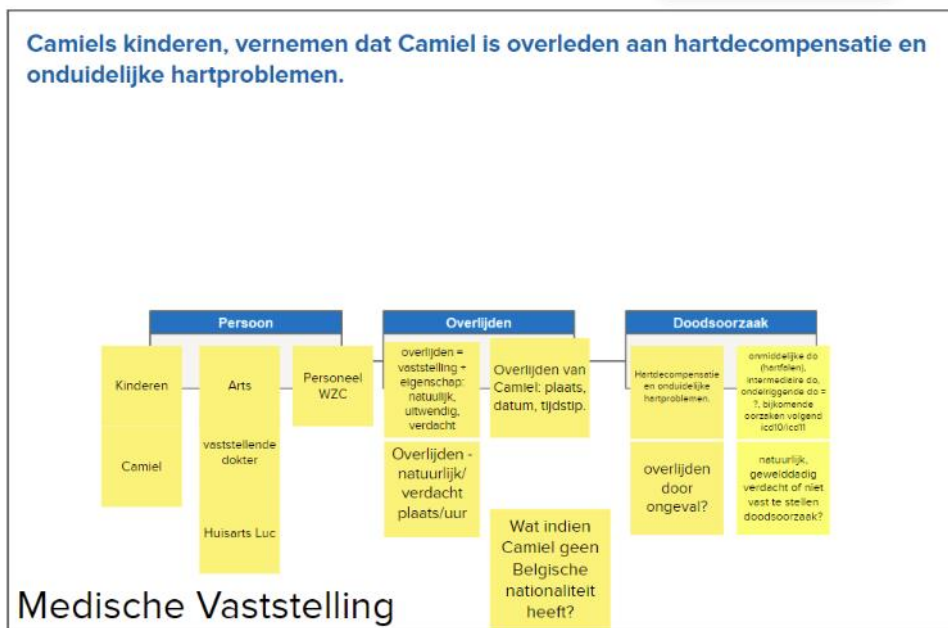 Camiels kinderen, vernemen dat Camiel is overleden aan hartdecompensatie en
onduidelijke hartproblemen.
Persoon
Kinderen
Camiel
Arts
vaststellende
dokter
Huisarts Luc
Personeel
WZC
Overlijden
overlijden =
vaststelling +
eigenschap:
natuulijk,
uitwendig,
verdacht
Overlijden -
natuurlijk/
verdacht
plaats/uur
Overlijden van
Camiel: plaats,
datum, tijdstip.
Wat indien
Camiel geen
Belgische
nationaliteit
heeft?
Doodsoorzaak
Hartdecompensatie
en onduidelijke
hartproblemen.
overlijden
door
ongeval?
onmiddelijke do
(hartfalen),
intermediaire do,
onderliggende do =
?, bijkomende
oorzaken volgend
icd10/icd11
natuurlijk,
gewelddadig
verdacht of niet
vast te stellen
doodsoorzaak?
Medische Vaststelling